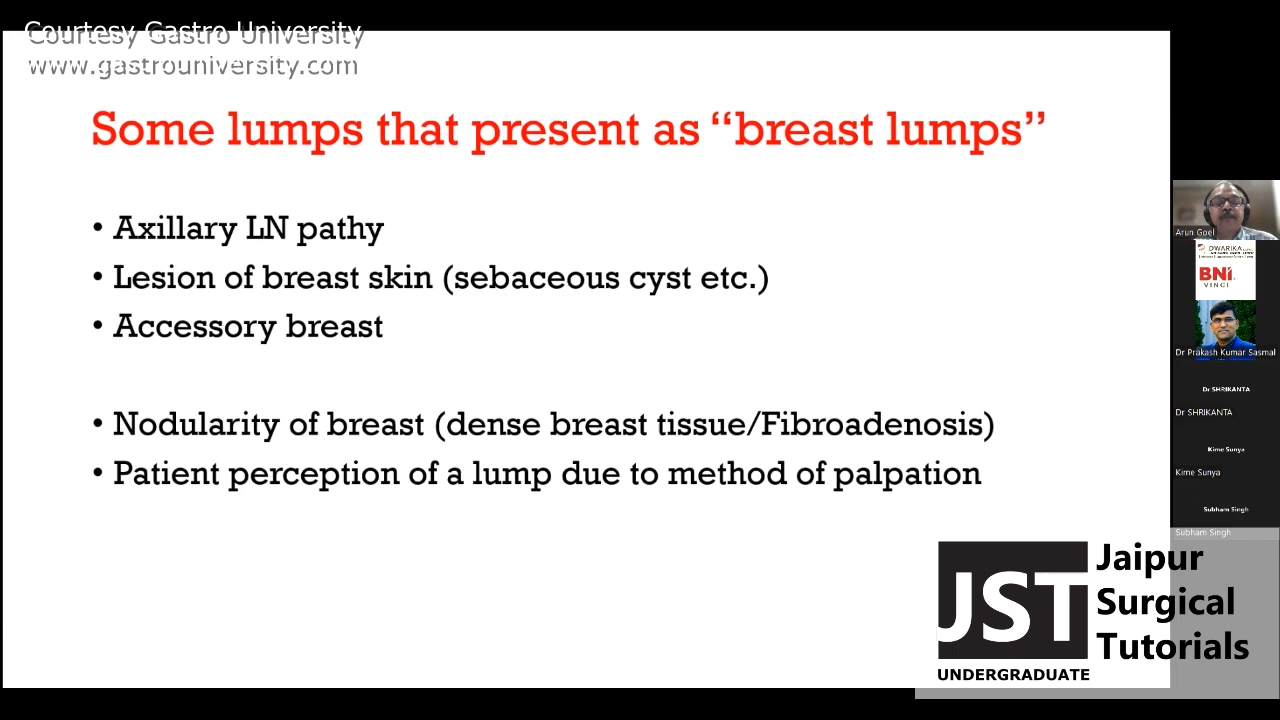 Courtesy Gastro University
www.gastrouniversity.com
Some lumps that present as “breast lumps”
• Axillary LN pathy
• Lesion of breast skin (sebaceous cyst etc.)
• Accessory breast
• Nodularity of breast (dense breast tissue/Fibroadenosis)
• Patient perception of a lump due to method of palpation
Arun Goel
DWARIKA
BNI
VINCI
Dr Prakash Kumar Sasmal
Dr SHRIKANTA
Dr SHRIKANTA
Kime Sunya
Kime Sunya
Subham Singh
Subham Singh
JST
UNDERGRADUATE
Jaipur
Surgical
Tutorials